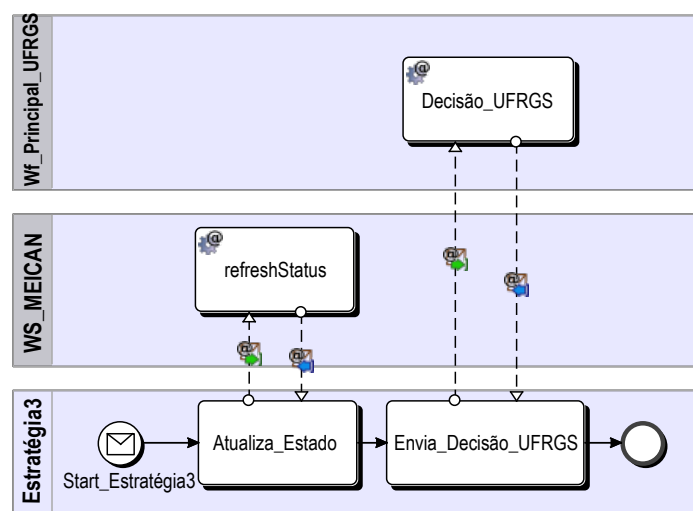 Wf_Principal_UFRGS
Decisão_UFRGS
WS_MEICAN
refreshStatus
Estratégia3
Start_Estratégia3
Atualiza_Estado
Envia_Decisão_UFRGS